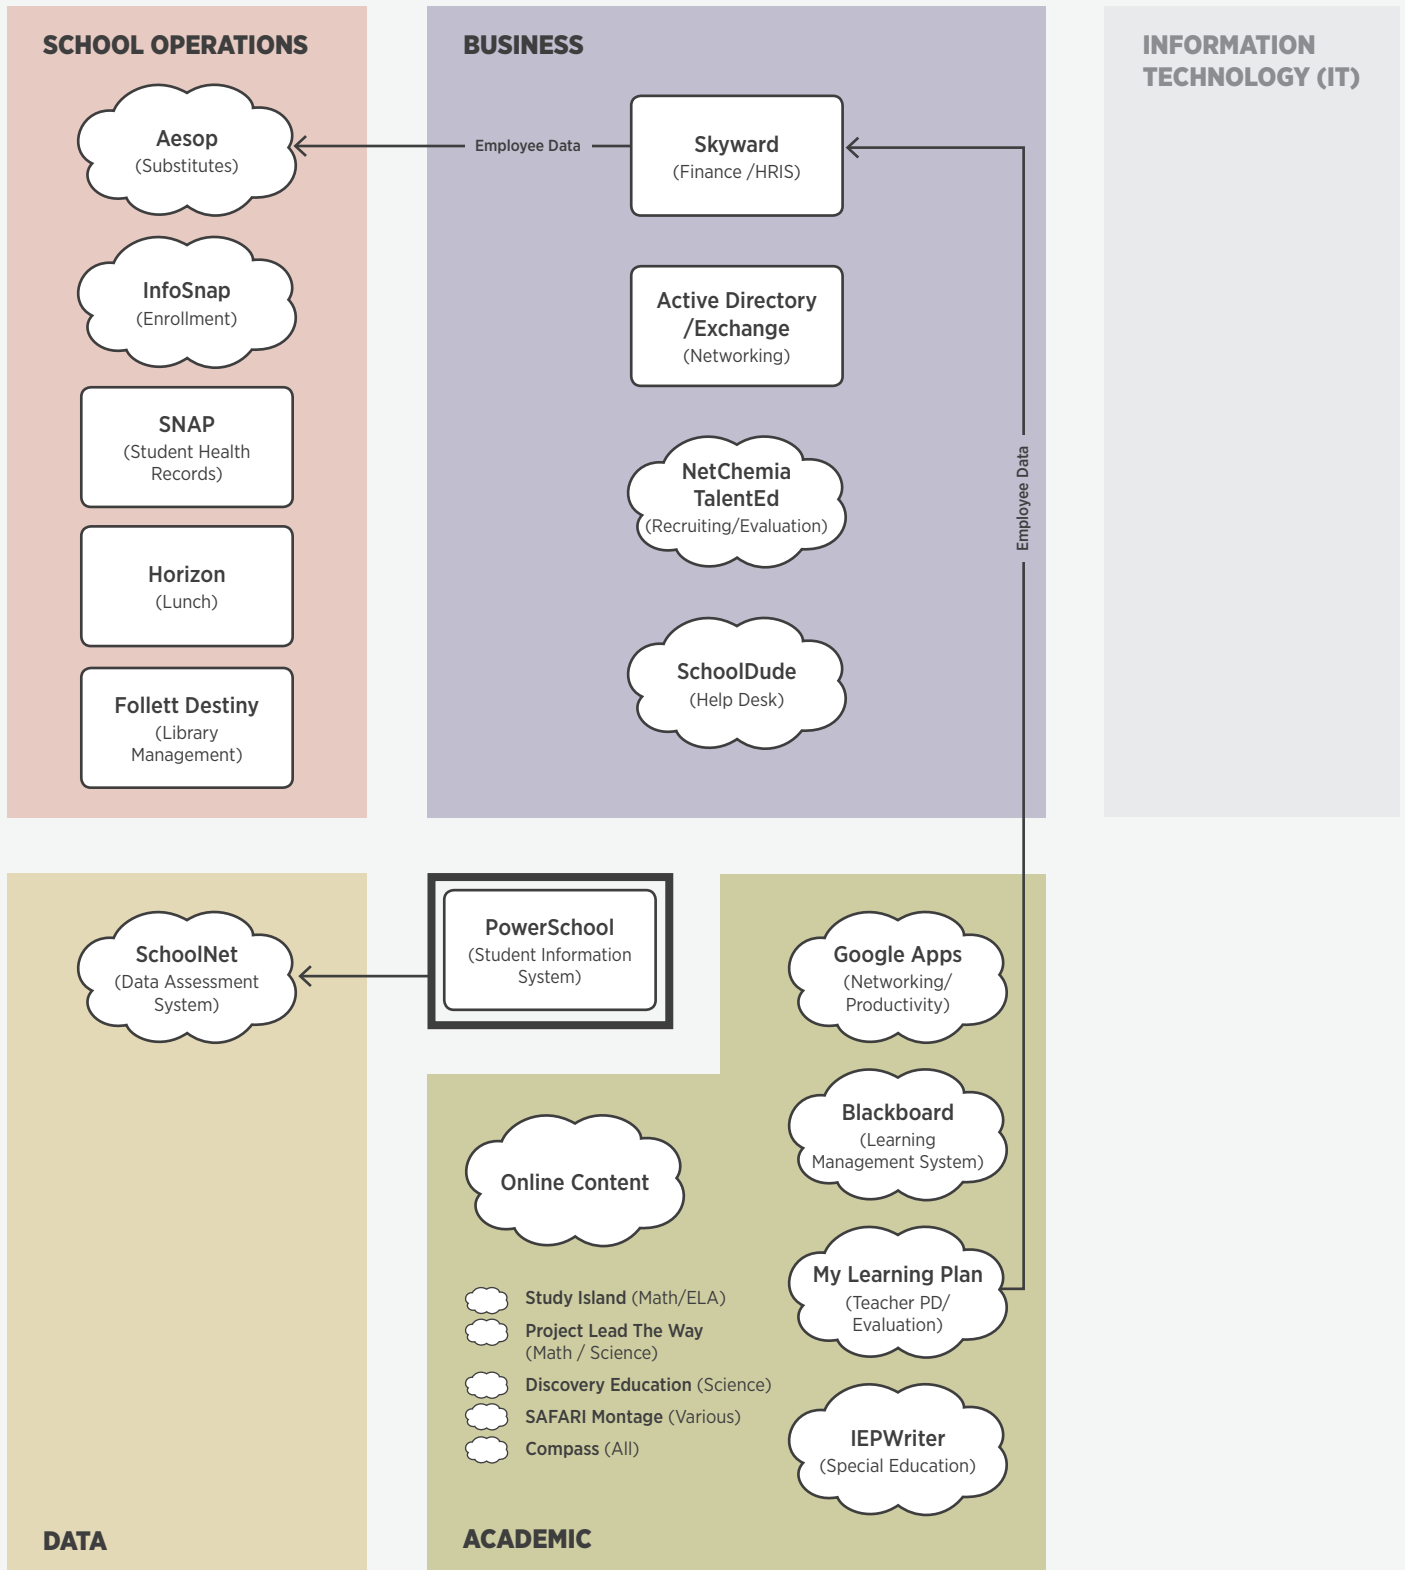 SCHOOL OPERATIONS
Aesop
(Substitutes)
InfoSnap
(Enrollment)
SNAP
(Student Health
Records)
Horizon
(Lunch)
Follett Destiny
(Library
Management)
BUSINESS
Employee Data
Skyward
(Finance /HRIS)
Active Directory
/Exchange
(Networking)
NetChemia
TalentEd
(Recruiting/Evaluation)
SchoolDude
(Help Desk)
Employee Data
INFORMATION
TECHNOLOGY (IT)
SchoolNet
(Data Assessment
System)
DATA
PowerSchool
(Student Information
System)
Google Apps
(Networking/
Productivity)
Blackboard
(Learning
Management System)
My Learning Plan
(Teacher PD/
Evaluation)
IEPWriter
(Special Education)
Online Content
Study Island (Math/ELA)
Project Lead The Way
(Math / Science)
Discovery Education (Science)
SAFARI Montage (Various)
Compass (All)
ACADEMIC